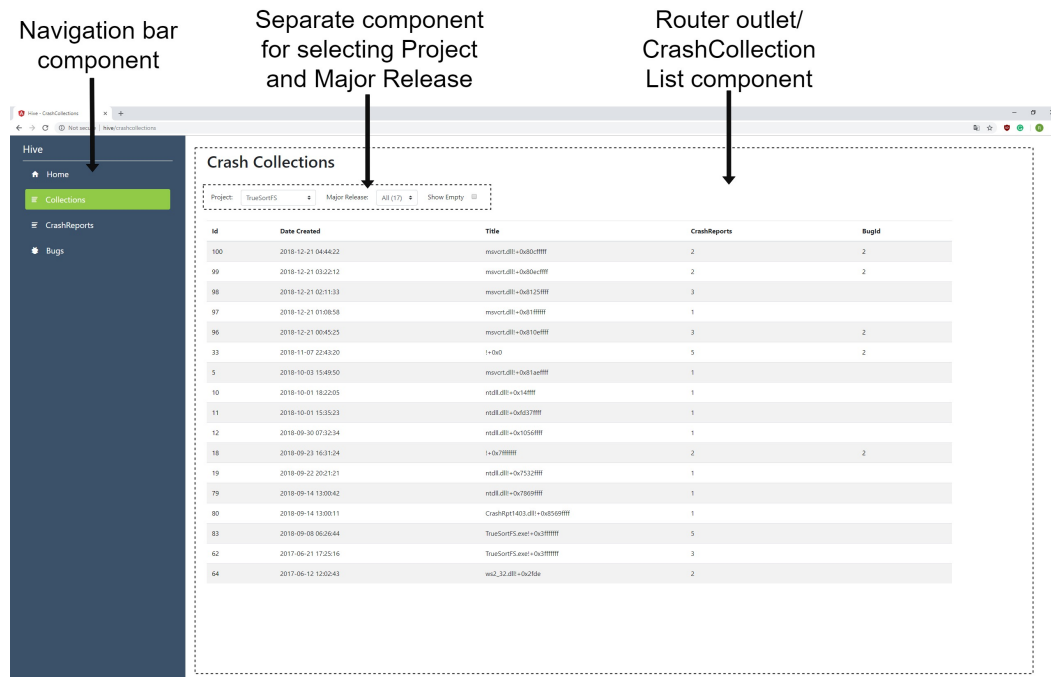 Navigation bar
component
Separate component
for selecting Project
and Major Release
Router outlet/
CrashCollection
List component
Hive - CrashCollections
Not sec | hive/crashcollections
Hive
Home
Collections
CrashReports
Bugs
Crash Collections
Project: TrueSortFS Major Release: All (17) Show Empty
Id Date Created Title CrashReports BugId
100 2018-12-21 04:44:22 msvcrt.dll!+0x80cfffff 2 2
99 2018-12-21 03:22:12 msvcrt.dll!+0x80ecffff 2 2
98 2018-12-21 02:11:33 msvcrt.dll!+0x8125ffff 3
97 2018-12-21 01:08:58 msvcrt.dll!+0x81ffffff 1
96 2018-12-21 00:45:25 msvcrt.dll!+0x810effff 3 2
33 2018-11-07 22:43:20 !+0x0 5 2
5 2018-10-03 15:49:50 msvcrt.dll!+0x81aeffff 1
10 2018-10-01 18:22:05 ntdll.dll!+0x14ffff 1
11 2018-10-01 15:35:23 ntdll.dll!+0xfd37ffff 1
12 2018-09-30 07:32:34 ntdll.dll!+0x1056ffff 1
18 2018-09-23 16:31:24 !+0x7fffffff 2 2
19 2018-09-22 20:21:21 ntdll.dll!+0x7532ffff 1
79 2018-09-14 13:00:42 ntdll.dll!+0x7869ffff 1
80 2018-09-14 13:00:11 CrashRpt1403.dll!+0x8569ffff 1
83 2018-09-08 06:26:44 TrueSortFS.exe!+0x3fffffff 5
62 2017-06-21 17:25:16 TrueSortFS.exe!+0x3fffffff 3
64 2017-06-12 12:02:43 ws2_32.dll!+0x2fde 2